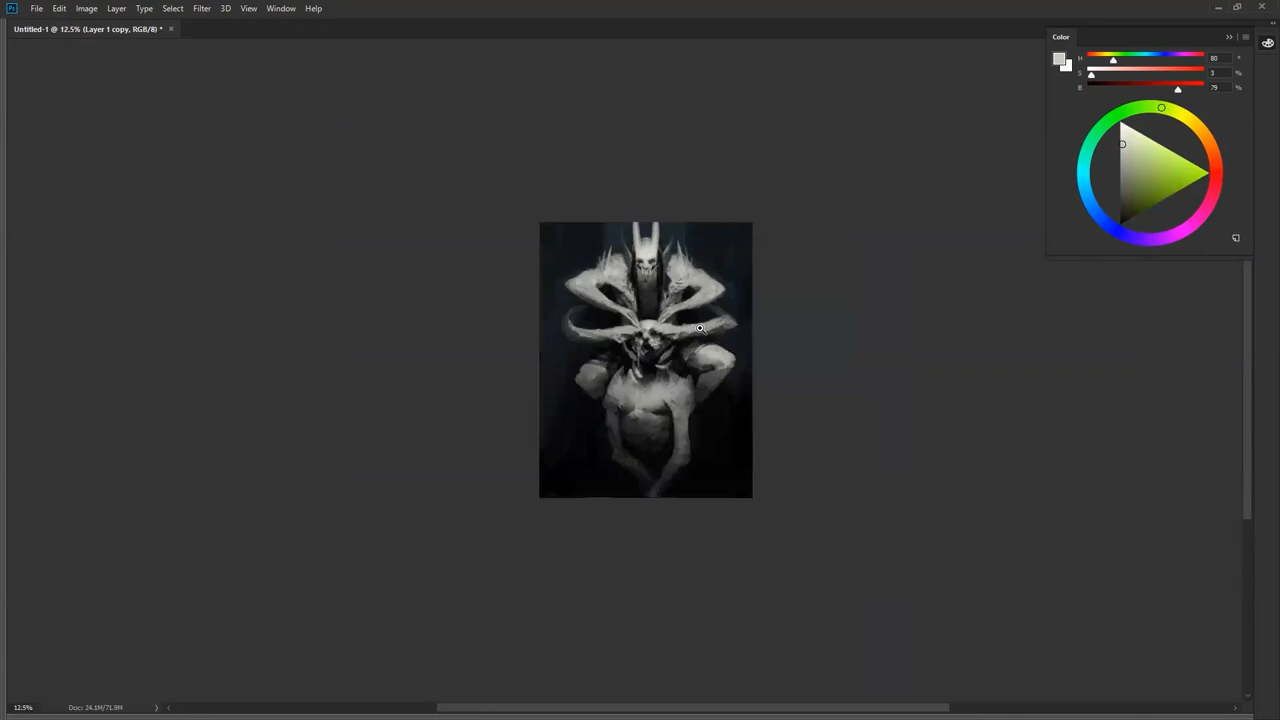 Ps File Edit Image Layer Type Select Filter 3D View Window Help
Untitled-1 @ 12.5% (Layer 1 copy, RGB/8) *
Color
H 80 °
S 3 %
B 79 %
12.5% Doc: 24.1M/71.9M